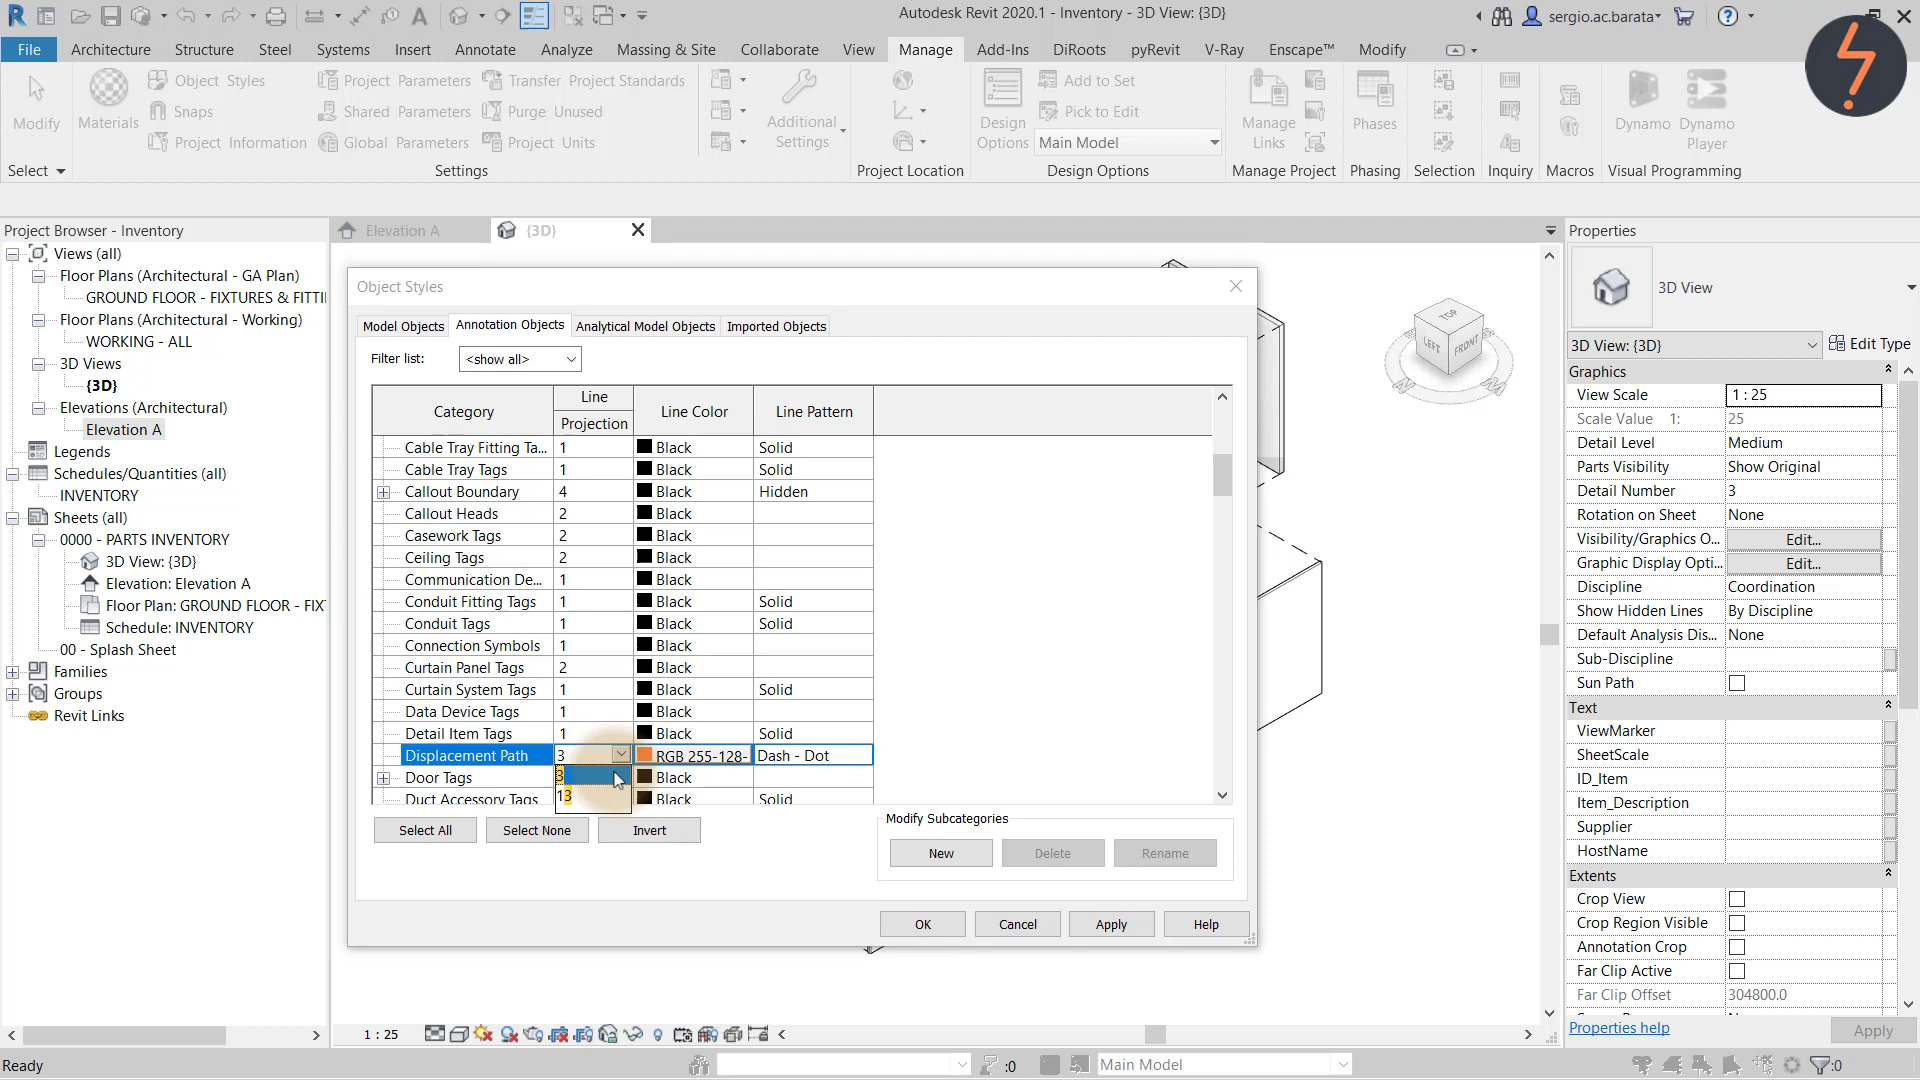 Autodesk Revit 2020.1 - Inventory - 3D View: {3D}
sergio.ac.barata
File Architecture Structure Steel Systems Insert Annotate Analyze Massing & Site Collaborate View Manage Add-Ins DiRoots pyRevit V-Ray Enscape™ Modify
Modify
Materials
Object Styles
Snaps
Project Information
Project Parameters
Shared Parameters
Global Parameters
Transfer Project Standards
Purge Unused
Project Units
Additional Settings
Design Options
Add to Set
Pick to Edit
Main Model
Manage Links
Phases
Dynamo
Dynamo Player
Select Settings Project Location Design Options Manage Project Phasing Selection Inquiry Macros Visual Programming
Project Browser - Inventory
Views (all)
Floor Plans (Architectural - GA Plan)
GROUND FLOOR - FIXTURES & FITTI
Floor Plans (Architectural - Working)
WORKING - ALL
3D Views
{3D}
Elevations (Architectural)
Elevation A
Legends
Schedules/Quantities (all)
INVENTORY
Sheets (all)
0000 - PARTS INVENTORY
3D View: {3D}
Elevation: Elevation A
Floor Plan: GROUND FLOOR - FIX
Schedule: INVENTORY
00 - Splash Sheet
Families
Groups
Revit Links
Elevation A
{3D}
Object Styles
Model Objects Annotation Objects Analytical Model Objects Imported Objects
Filter list: <show all>
Category Line Projection Line Color Line Pattern
Cable Tray Fitting Ta... 1 Black Solid
Cable Tray Tags 1 Black Solid
Callout Boundary 4 Black Hidden
Callout Heads 2 Black
Casework Tags 2 Black
Ceiling Tags 2 Black
Communication De... 1 Black
Conduit Fitting Tags 1 Black Solid
Conduit Tags 1 Black Solid
Connection Symbols 1 Black
Curtain Panel Tags 2 Black
Curtain System Tags 1 Black Solid
Data Device Tags 1 Black
Detail Item Tags 1 Black Solid
Displacement Path 3 RGB 255-128- Dash - Dot
Door Tags 3 Black
Duct Accessory Tags 13 Black Solid
Select All Select None Invert
Modify Subcategories
New Delete Rename
OK Cancel Apply Help
TOP
LEFT FRONT
Properties
3D View
3D View: {3D} Edit Type
Graphics
View Scale 1 : 25
Scale Value 1: 25
Detail Level Medium
Parts Visibility Show Original
Detail Number 3
Rotation on Sheet None
Visibility/Graphics O... Edit...
Graphic Display Opti... Edit...
Discipline Coordination
Show Hidden Lines By Discipline
Default Analysis Dis... None
Sub-Discipline
Sun Path
Text
ViewMarker
SheetScale
ID_Item
Item_Description
Supplier
HostName
Extents
Crop View
Crop Region Visible
Annotation Crop
Far Clip Active
Far Clip Offset 304800.0
Properties help Apply
1 : 25
Ready
:0
Main Model
:0